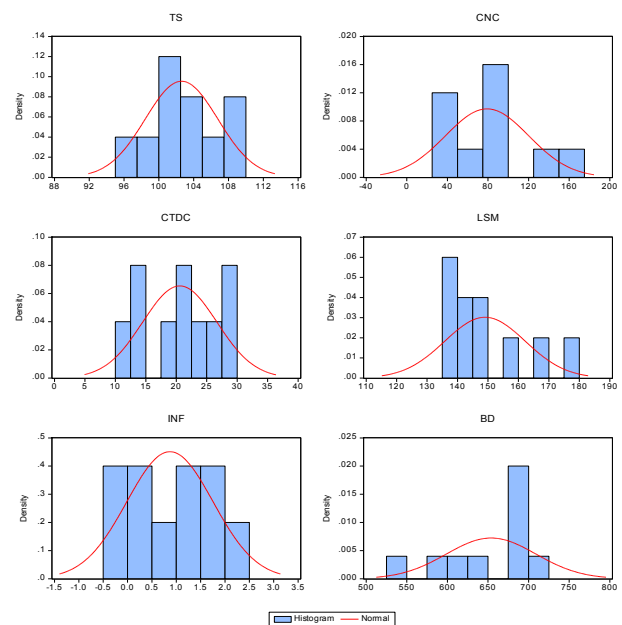 TS
CNC
Density
.14
.12
.10
.08
.06
.04
.02
.00
88 92 96 100 104 108 112 116
Density
.020
.016
.012
.008
.004
.000
-40 0 40 80 120 160 200
CTDC
LSM
Density
.10
.08
.06
.04
.02
.00
0 5 10 15 20 25 30 35 40
Density
.07
.06
.05
.04
.03
.02
.01
.00
110 120 130 140 150 160 170 180 190
INF
BD
Density
.5
.4
.3
.2
.1
.0
-1.5 -1.0 -0.5 0.0 0.5 1.0 1.5 2.0 2.5 3.0 3.5
Density
.025
.020
.015
.010
.005
.000
500 550 600 650 700 750 800
Histogram Normal